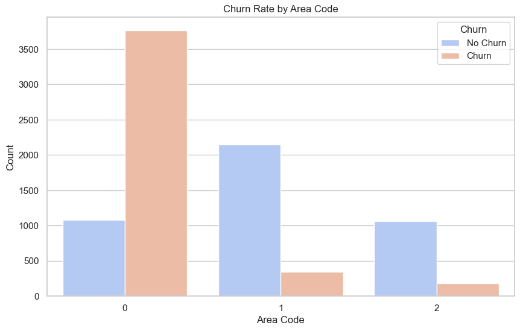 Churn Rate by Area Code
Churn
No Churn
Churn
3500
3000
2500
2000
1500
1000
500
0
Count
0 1 2
Area Code